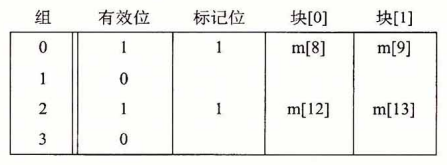 组 有效位 标记位 块[0] 块[1]
0 1 1 m[8] m[9]
1 0
2 1 1 m[12] m[13]
3 0